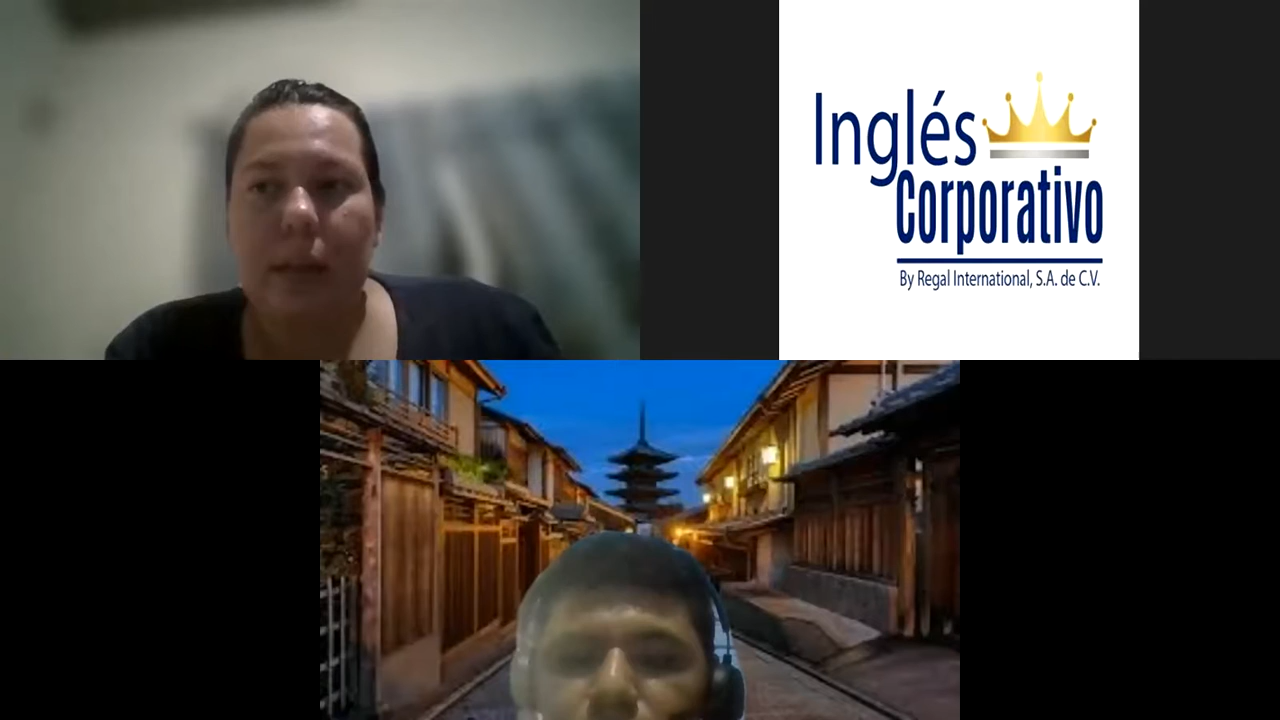 Inglés
Corporativo
By Regal International, S.A. de C.V.